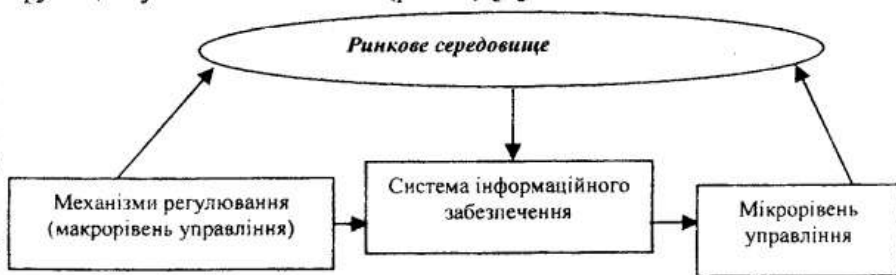 Ринкове середовище
Механізми регулювання
(макрорівень управління)
Система інформаційного
забезпечення
Мікрорівень
управління